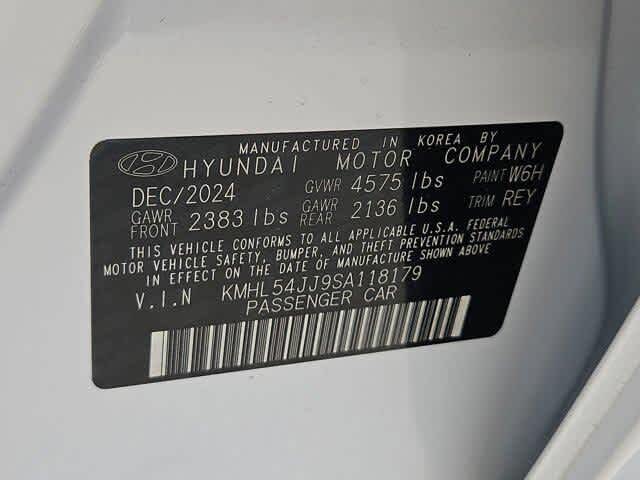 MANUFACTURED IN KOREA BY
HYUNDAI MOTOR COMPANY
DEC/2024 GVWR 4575 lbs PAINT W6H
GAWR FRONT 2383 lbs GAWR REAR 2136 lbs TRIM REY
THIS VEHICLE CONFORMS TO ALL APPLICABLE U.S.A. FEDERAL
MOTOR VEHICLE SAFETY, BUMPER, AND THEFT PREVENTION STANDARDS
IN EFFECT ON THE DATE OF MANUFACTURE SHOWN ABOVE.
V.I.N KMHL54JJ9SA118179
PASSENGER CAR